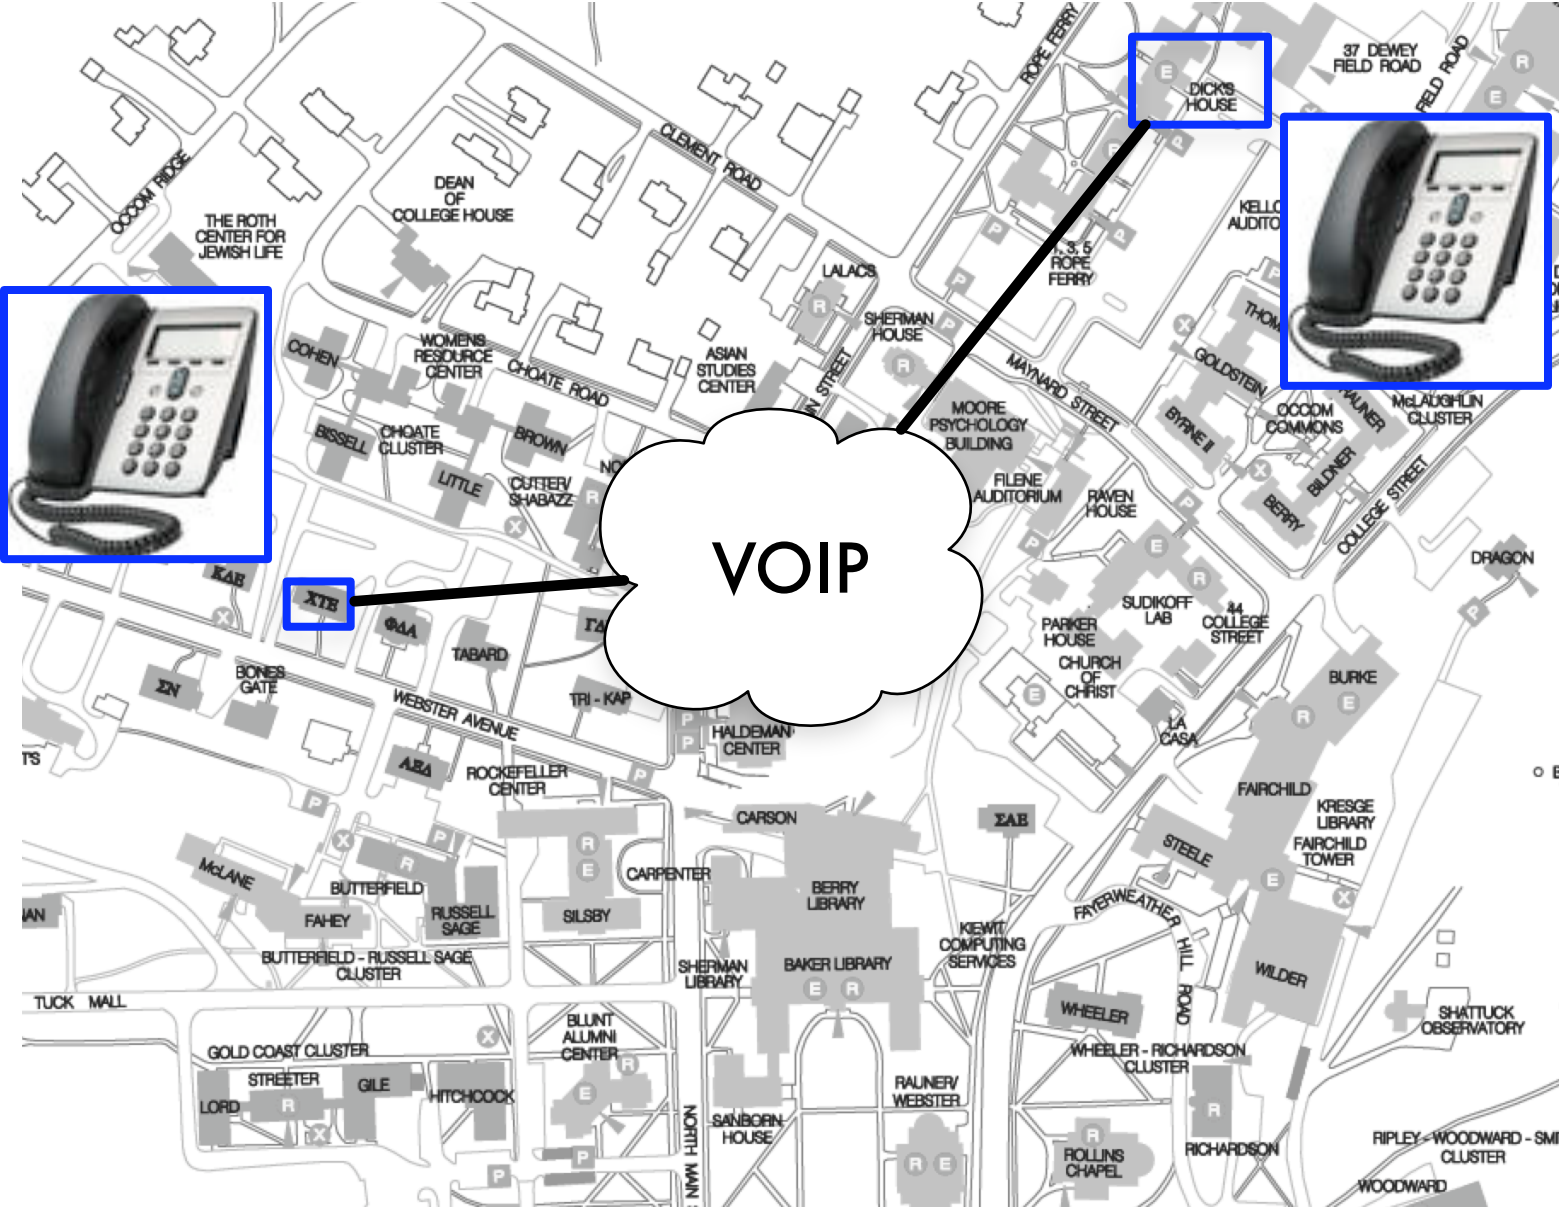 ROPE FERRY
37 DEWEY
FIELD ROAD
FIELD ROAD
R
E
E
DICK'S
HOUSE
X
P
CLEMENT ROAD
OCCOM RIDGE
DEAN
OF
COLLEGE HOUSE
THE ROTH
CENTER FOR
JEWISH LIFE
P
P
P
1, 3, 5
ROPE
FERRY
LALACS
R
SHERMAN
HOUSE
P
R
X
GOLDSTEIN
COHEN
WOMENS
RESOURCE
CENTER
CHOATE ROAD
ASIAN
STUDIES
CENTER
MAYNARD STREET
MOORE
PSYCHOLOGY
BUILDING
BYRNE II
OCCOM
COMMONS
McLAUGHLIN
CLUSTER
BISSELL
CHOATE
CLUSTER
BROWN
LITTLE
CUTTER/
SHABAZZ
R
X
FILENE
AUDITORIUM
RAVEN
HOUSE
X
BILDNER
BERRY
COLLEGE STREET
P
P
E
R
DRAGON
P
VOIP
ΚΔΕ
ΧΤΕ
ΦΔΑ
X
TABARD
ΓΔ
SUDIKOFF
LAB
44
COLLEGE
STREET
PARKER
HOUSE
CHURCH
OF
CHRIST
E
ΣΝ
BONES
GATE
TRI - KAP
WEBSTER AVENUE
P
P
HALDEMAN
CENTER
LA
CASA
BURKE
R
E
ΑΕΔ
ROCKEFELLER
CENTER
P
P
X
P
R
CARSON
ΣΑΕ
FAIRCHILD
KRESGE
LIBRARY
FAIRCHILD
TOWER
STEELE
E
X
McLANE
BUTTERFIELD
FAHEY
RUSSELL
SAGE
R
E
SILSBY
CARPENTER
BERRY
LIBRARY
FAYERWEATHER HILL ROAD
KIEWIT
COMPUTING
SERVICES
BUTTERFIELD - RUSSELL SAGE
CLUSTER
SHERMAN
LIBRARY
BAKER LIBRARY
E R
WILDER
TUCK MALL
WHEELER
SHATTUCK
OBSERVATORY
GOLD COAST CLUSTER
X
BLUNT
ALUMNI
CENTER
R
E
WHEELER - RICHARDSON
CLUSTER
STREETER
GILE
LORD
R
HITCHCOCK
X
RAUNER/
WEBSTER
SANBORN
HOUSE
NORTH MAIN
R
RICHARDSON
R
ROLLINS
CHAPEL
R E
P
P
RIPLEY - WOODWARD - SMI
CLUSTER
WOODWARD